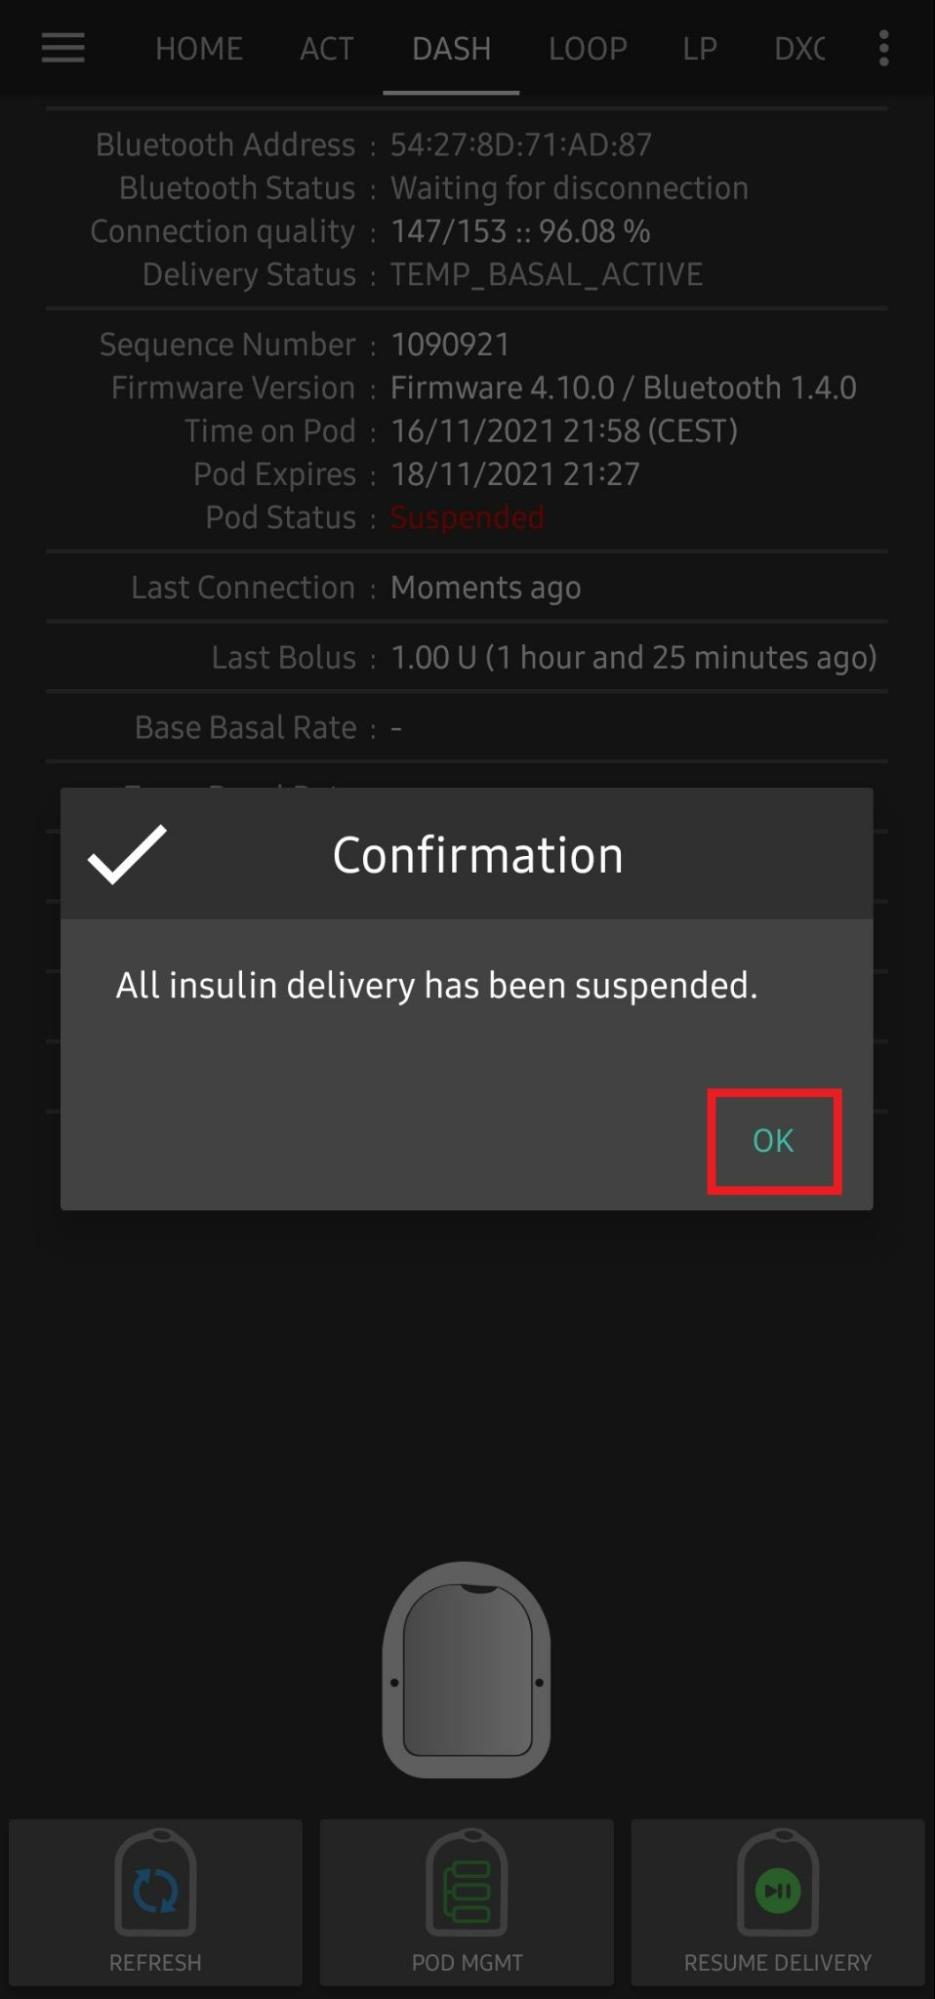 HOME ACT DASH LOOP LP DXC
Bluetooth Address : 54:27:8D:71:AD:87
Bluetooth Status : Waiting for disconnection
Connection quality : 147/153 :: 96.08 %
Delivery Status : TEMP_BASAL_ACTIVE
Sequence Number : 1090921
Firmware Version : Firmware 4.10.0 / Bluetooth 1.4.0
Time on Pod : 16/11/2021 21:58 (CEST)
Pod Expires : 18/11/2021 21:27
Pod Status : Suspended
Last Connection : Moments ago
Last Bolus : 1.00 U (1 hour and 25 minutes ago)
Base Basal Rate : -
Confirmation
All insulin delivery has been suspended.
OK
REFRESH POD MGMT RESUME DELIVERY